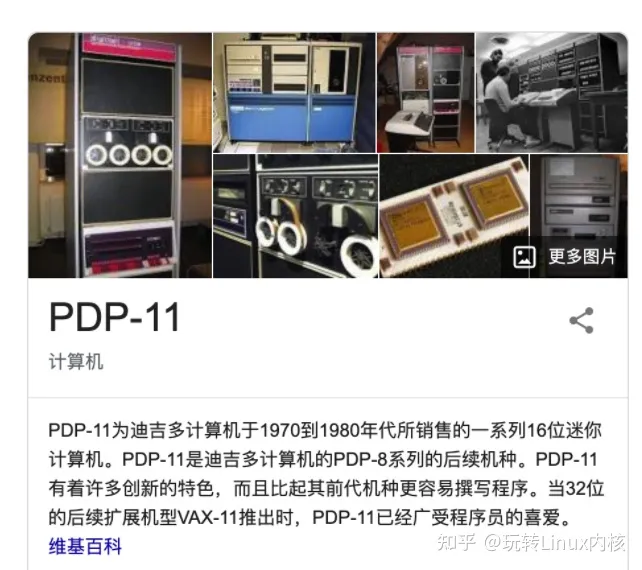 更多图片
PDP-11
计算机
PDP-11为迪吉多计算机于1970到1980年代所销售的一系列16位迷你
计算机。PDP-11是迪吉多计算机的PDP-8系列的后续机种。PDP-11
有着许多创新的特色，而且比起其前代机种更容易撰写程序。当32位
的后续扩展机型VAX-11推出时，PDP-11已经广受程序员的喜爱。
维基百科
知乎 @玩转Linux内核